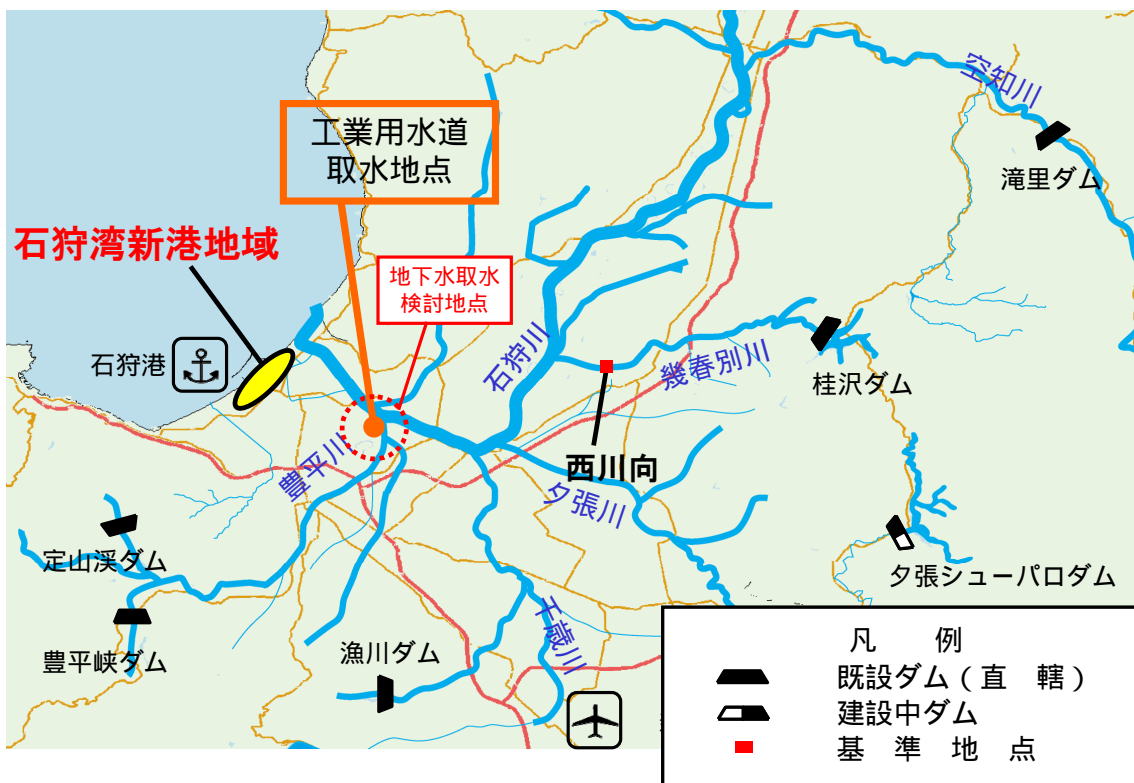 空知川
工業用水道
取水地点
滝里ダム
石狩湾新港地域
地下水取水
検討地点
石狩川
石狩港
幾春別川
桂沢ダム
豊平川
西川向
夕張川
定山渓ダム
夕張シューパロダム
千歳川
漁川ダム
豊平峡ダム
凡 例
既設ダム(直 轄)
建設中ダム
基 準 地 点